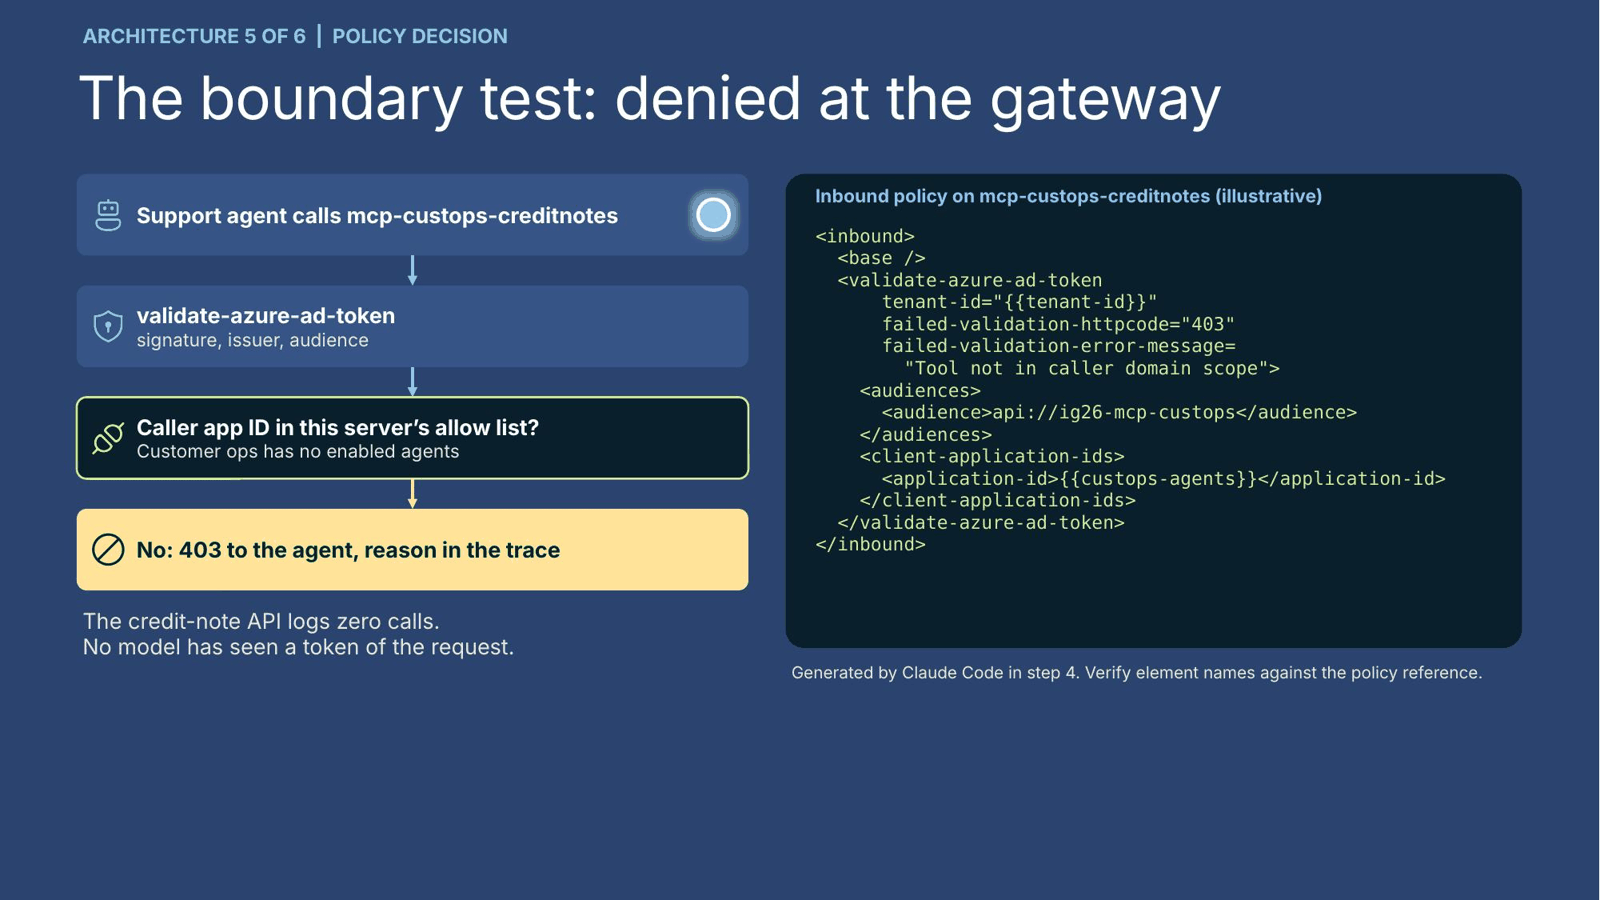 ARCHITECTURE 5 OF 6 | POLICY DECISION
The boundary test: denied at the gateway
Support agent calls mcp-custops-creditnotes
validate-azure-ad-token
signature, issuer, audience
Caller app ID in this server’s allow list?
Customer ops has no enabled agents
No: 403 to the agent, reason in the trace
The credit-note API logs zero calls.
No model has seen a token of the request.
Inbound policy on mcp-custops-creditnotes (illustrative)
<inbound>
  <base />
  <validate-azure-ad-token
      tenant-id="{{tenant-id}}"
      failed-validation-httpcode="403"
      failed-validation-error-message=
        "Tool not in caller domain scope">
    <audiences>
      <audience>api://ig26-mcp-custops</audience>
    </audiences>
    <client-application-ids>
      <application-id>{{custops-agents}}</application-id>
    </client-application-ids>
  </validate-azure-ad-token>
</inbound>
Generated by Claude Code in step 4. Verify element names against the policy reference.